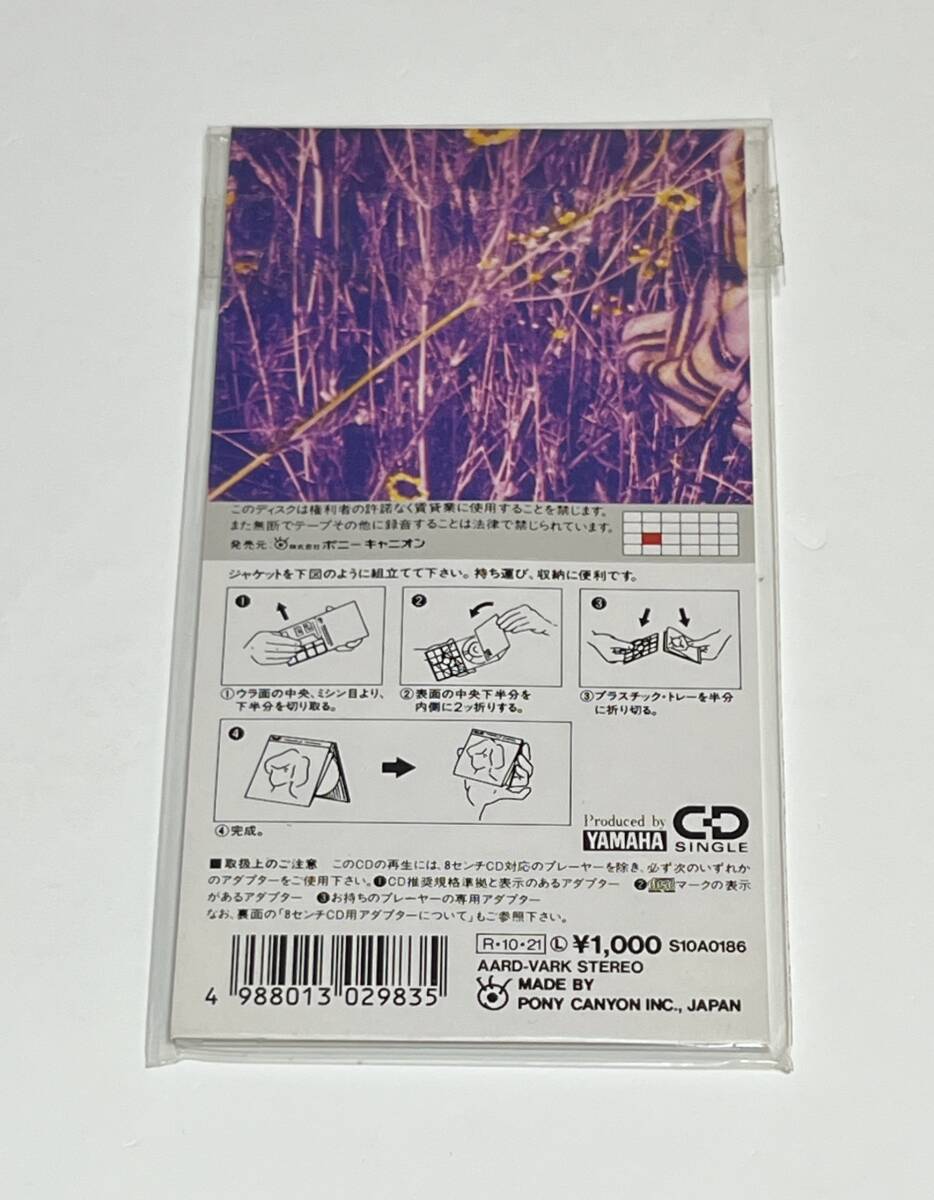 このディスクは権利者の許諾なく賃貸業に使用することを禁じます。
また無断でテープその他に録音することは法律で禁じられています。
発売元:株式会社ポニーキャニオン
ジャケットを下図のように組立てて下さい。持ち運び、収納に便利です。
❶
❷
❸
①ウラ面の中央、ミシン目より、
下半分を切り取る。
②表面の中央下半分を
内側に2ッ折りする。
③プラスチック・トレーを半分
に折り切る。
❹
④完成。
Produced by
YAMAHA
CD
SINGLE
■取扱上のご注意 このCDの再生には、8センチCD対応のプレーヤーを除き、必ず次のいずれか
のアダプターをご使用下さい。❶CD推奨規格準拠と表示のあるアダプター ❷マークの表示
があるアダプター ❸お持ちのプレーヤーの専用アダプター
なお、裏面の「8センチCD用アダプターについて」もご参照下さい。
R・10・21 Ⓛ ¥1,000 S10A0186
AARD-VARK STEREO
MADE BY
PONY CANYON INC., JAPAN
4 988013 029835